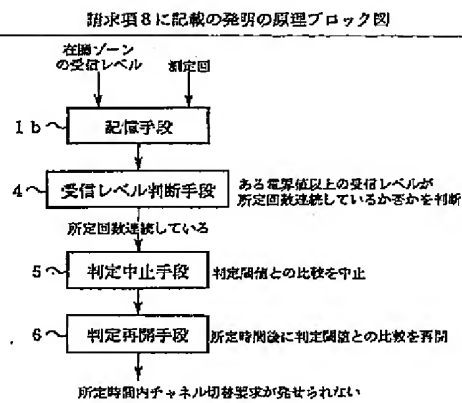 請求項8に記載の発明の原理ブロック図
在圏ゾーン
の受信レベル
測定回
1b
記憶手段
4
受信レベル判断手段
ある電界値以上の受信レベルが
所定回数連続しているか否かを判断
所定回数連続している
5
判定中止手段
判定閾値との比較を中止
6
判定再開手段
所定時間後に判定閾値との比較を再開
所定時間内チャネル切替要求が発せられない